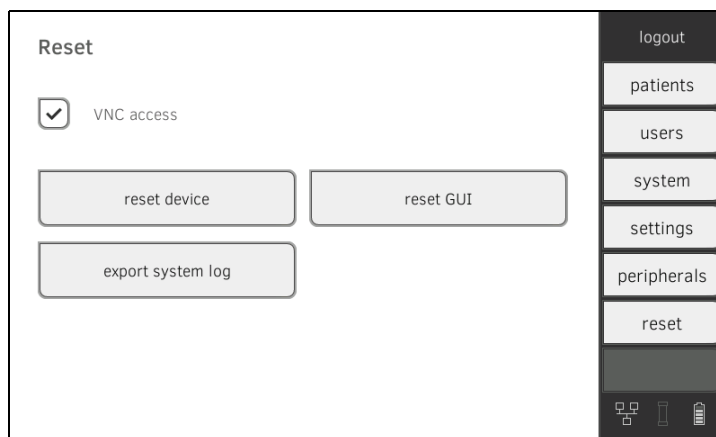 Reset
VNC access
reset device
reset GUI
export system log
logout
patients
users
system
settings
peripherals
reset